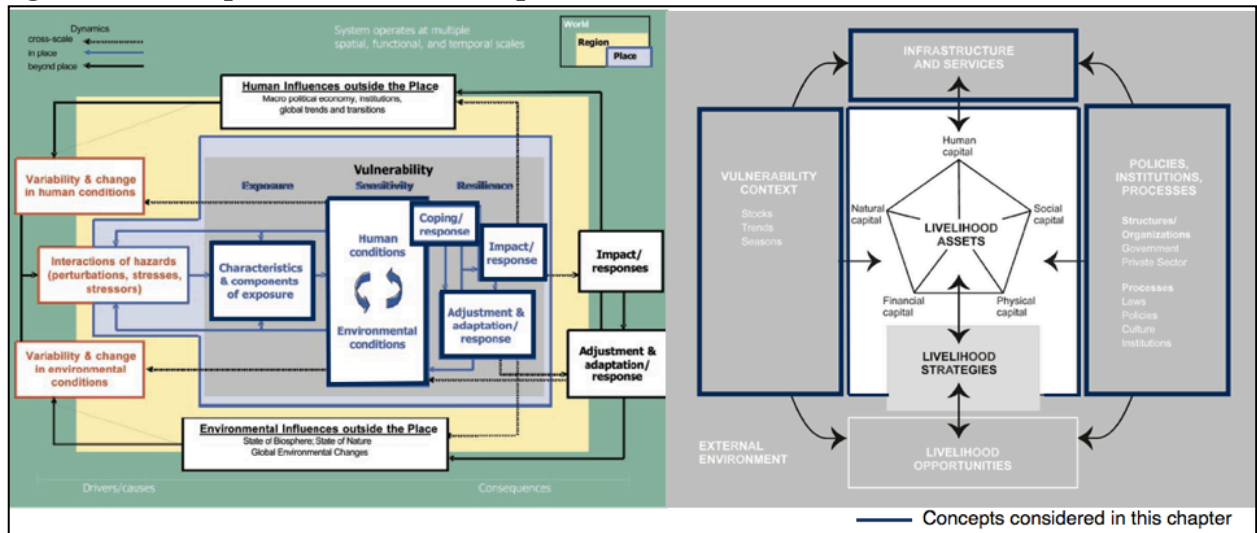 Dynamics
cross-scale
in place
beyond place
System operates at multiple
spatial, functional, and temporal scales
World
Region
Place
Human Influences outside the Place
Macro political economy, institutions,
global trends and transitions
Variability & change
in human conditions
Vulnerability
Exposure
Sensitivity
Resilience
Coping/
response
Impact/
response
Human
conditions
Interactions of hazards
(perturbations, stresses,
stressors)
Characteristics
& components
of exposure
Impact/
responses
Environmental
conditions
Adjustment &
adaptation/
response
Variability & change
in environmental
conditions
Adjustment &
adaptation/
response
Environmental Influences outside the Place
State of Biosphere; State of Nature
Global Environmental Changes
Drivers/causes
Consequences
INFRASTRUCTURE
AND SERVICES
VULNERABILITY
CONTEXT
Stocks
Trends
Seasons
Human
capital
Natural
capital
Social
capital
LIVELIHOOD
ASSETS
Financial
capital
Physical
capital
LIVELIHOOD
STRATEGIES
POLICIES,
INSTITUTIONS,
PROCESSES
Structures/
Organizations
Government
Private Sector
Processes
Laws
Policies
Culture
Institutions
EXTERNAL
ENVIRONMENT
LIVELIHOOD
OPPORTUNITIES
Concepts considered in this chapter